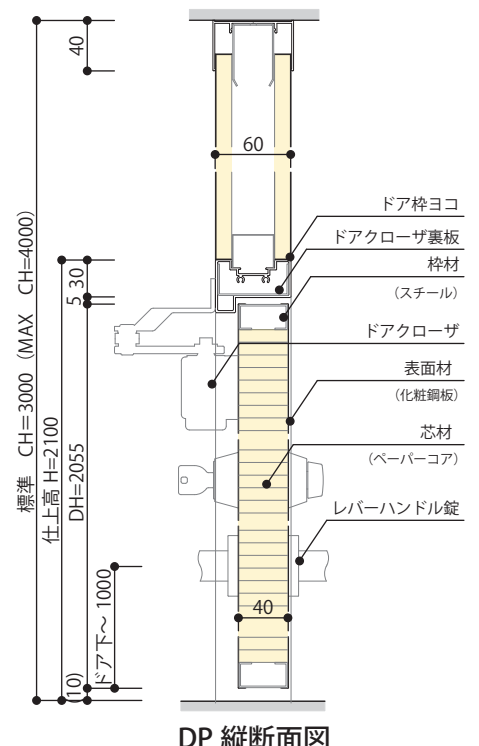 40
60
ドア枠ヨコ
ドアクローザ裏板
枠材
(スチール)
ドアクローザ
表面材
(化粧鋼板)
芯材
(ペーパーコア)
レバーハンドル錠
標準 CH=3000 (MAX CH=4000)
仕上高 H=2100
30
5
DH=2055
ドア下～1000
(10)
40
DP 縦断面図